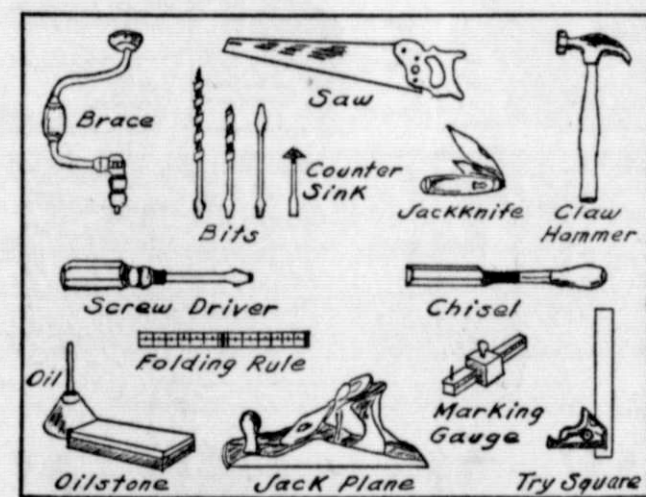 Brace
Saw
Bits
Counter
Sink
JackKnife
Claw
Hammer
Screw Driver
Chisel
Folding Rule
Oil
Oilstone
Jack Plane
Marking
Gauge
Try Square